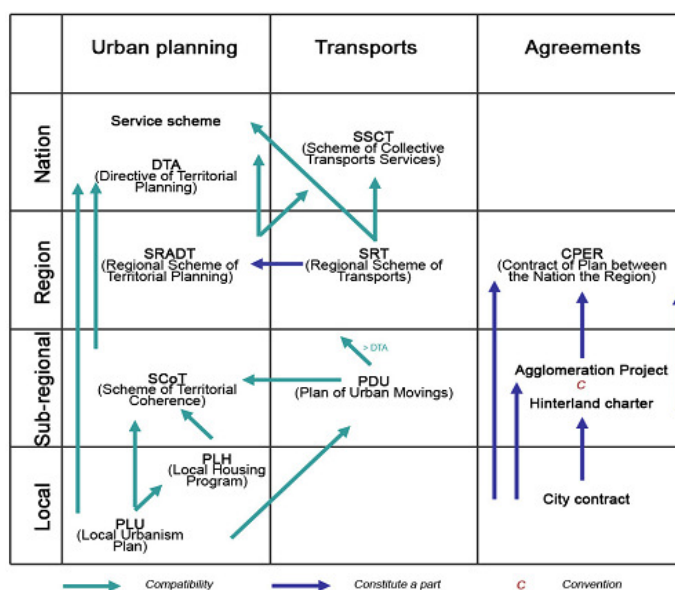 Urban planning
Transports
Agreements
Nation
Service scheme
DTA
(Directive of Territorial
Planning)
SSCT
(Scheme of Collective
Transports Services)
Region
SRADT
(Regional Scheme of
Territorial Planning)
SRT
(Regional Scheme of
Transports)
CPER
(Contract of Plan between
the Nation the Region)
Sub-regional
> DTA
SCoT
(Scheme of Territorial
Coherence)
PDU
(Plan of Urban Movings)
Agglomeration Project
C
Hinterland charter
Local
PLH
(Local Housing
Program)
PLU
(Local Urbanism
Plan)
City contract
Compatibility
Constitute a part
C
Convention